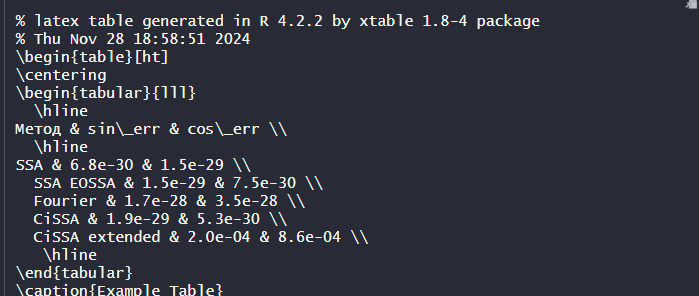 % latex table generated in R 4.2.2 by xtable 1.8-4 package
% Thu Nov 28 18:58:51 2024
\begin{table}[ht]
\centering
\begin{tabular}{lll}
  \hline
Метод & sin\_err & cos\_err \\
  \hline
SSA & 6.8e-30 & 1.5e-29 \\
  SSA EOSSA & 1.5e-29 & 7.5e-30 \\
  Fourier & 1.7e-28 & 3.5e-28 \\
  CiSSA & 1.9e-29 & 5.3e-30 \\
  CiSSA extended & 2.0e-04 & 8.6e-04 \\
   \hline
\end{tabular}
\caption{Example Table}